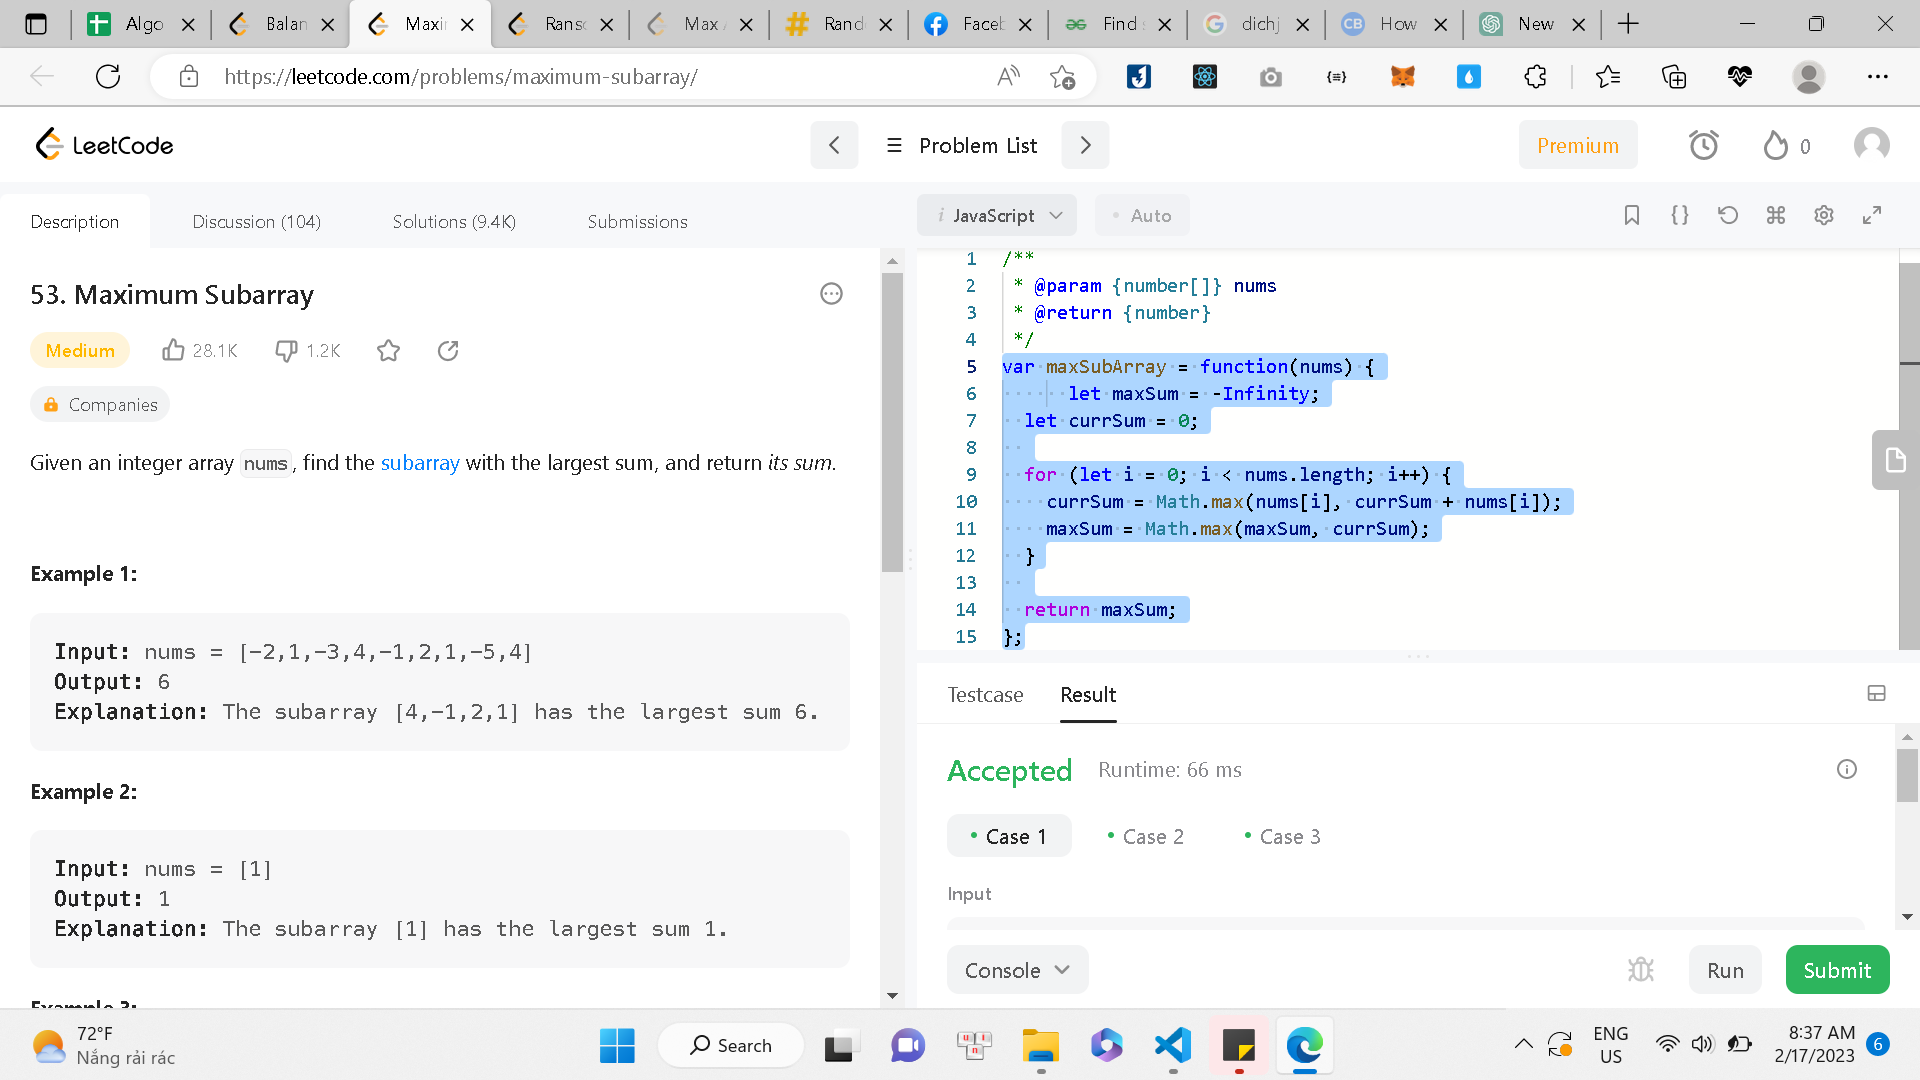 Algo
Balan
Maxi
Ranso
Max
Rand
Faceb
Find
dichj
CB
How
New
https://leetcode.com/problems/maximum-subarray/
LeetCode
Problem List
Premium
0
Description
Discussion (104)
Solutions (9.4K)
Submissions
i JavaScript
• Auto
53. Maximum Subarray
Medium
28.1K
1.2K
Companies
Given an integer array nums, find the subarray with the largest sum, and return its sum.
Example 1:
Input: nums = [-2,1,-3,4,-1,2,1,-5,4]
Output: 6
Explanation: The subarray [4,-1,2,1] has the largest sum 6.
Example 2:
Input: nums = [1]
Output: 1
Explanation: The subarray [1] has the largest sum 1.
Example 3:
1 /**
2 * @param {number[]} nums
3 * @return {number}
4 */
5 var maxSubArray = function(nums) {
6 let maxSum = -Infinity;
7 let currSum = 0;
8
9 for (let i = 0; i < nums.length; i++) {
10 currSum = Math.max(nums[i], currSum + nums[i]);
11 maxSum = Math.max(maxSum, currSum);
12 }
13
14 return maxSum;
15 };
Testcase
Result
Accepted
Runtime: 66 ms
• Case 1
• Case 2
• Case 3
Input
Console
Run
Submit
72°F
Nắng rải rác
Search
ENG
US
8:37 AM
2/17/2023
6